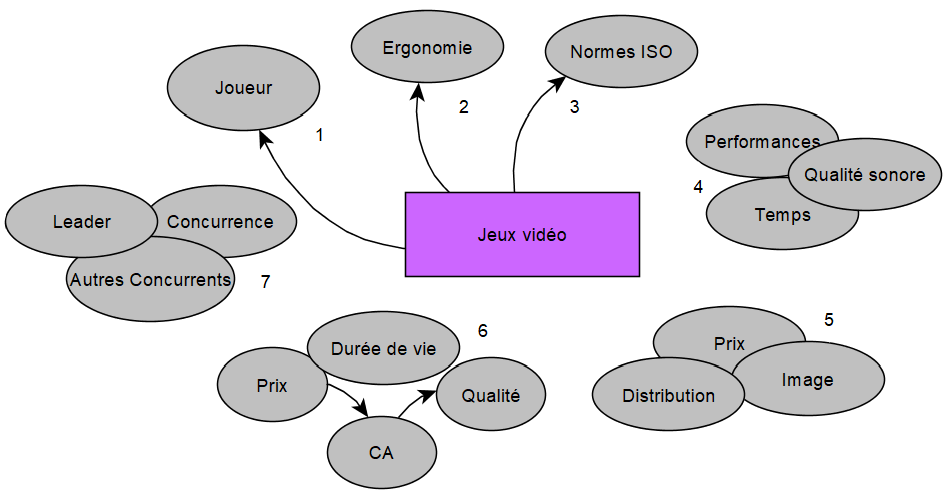 Ergonomie
Normes ISO
Joueur
1
2
3
Performances
Qualité sonore
4
Temps
Leader
Concurrence
Jeux vidéo
Autres Concurrents
7
6
5
Durée de vie
Prix
Prix
Qualité
Image
Distribution
CA